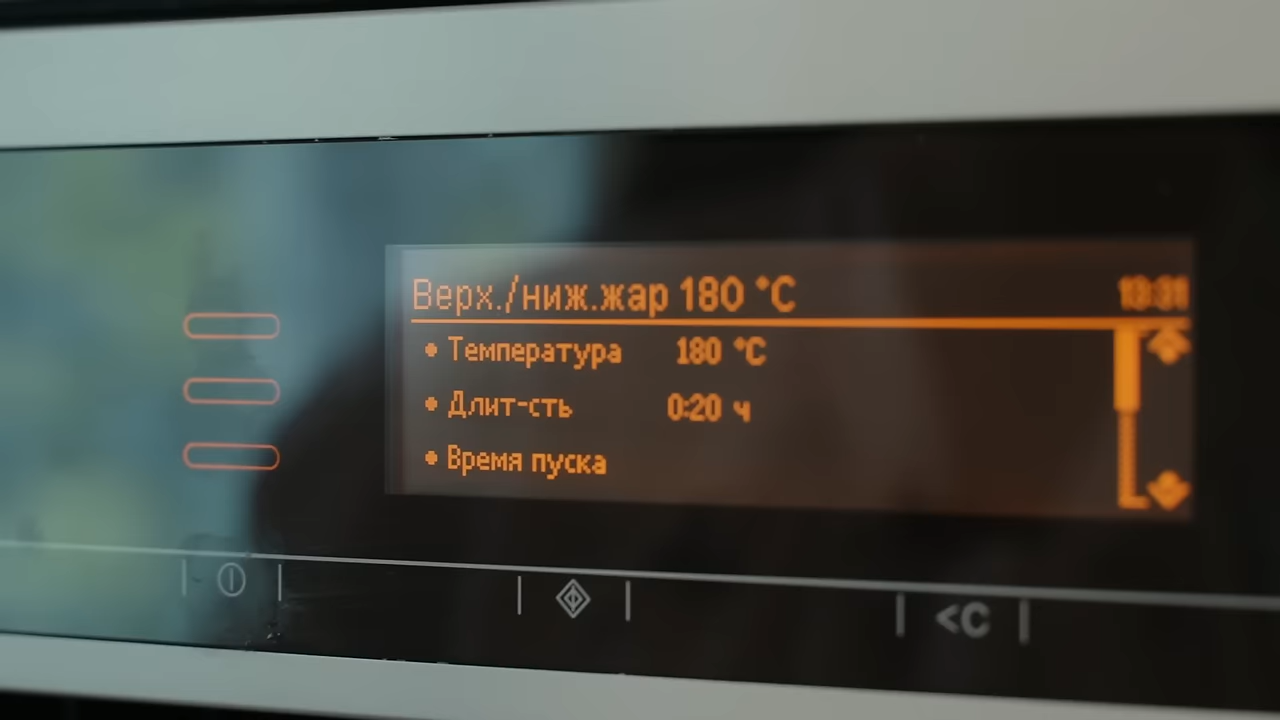 Верх./ниж.жар 180 °C
• Температура 180 °C
• Длит-сть 0:20 ч
• Время пуска
<C